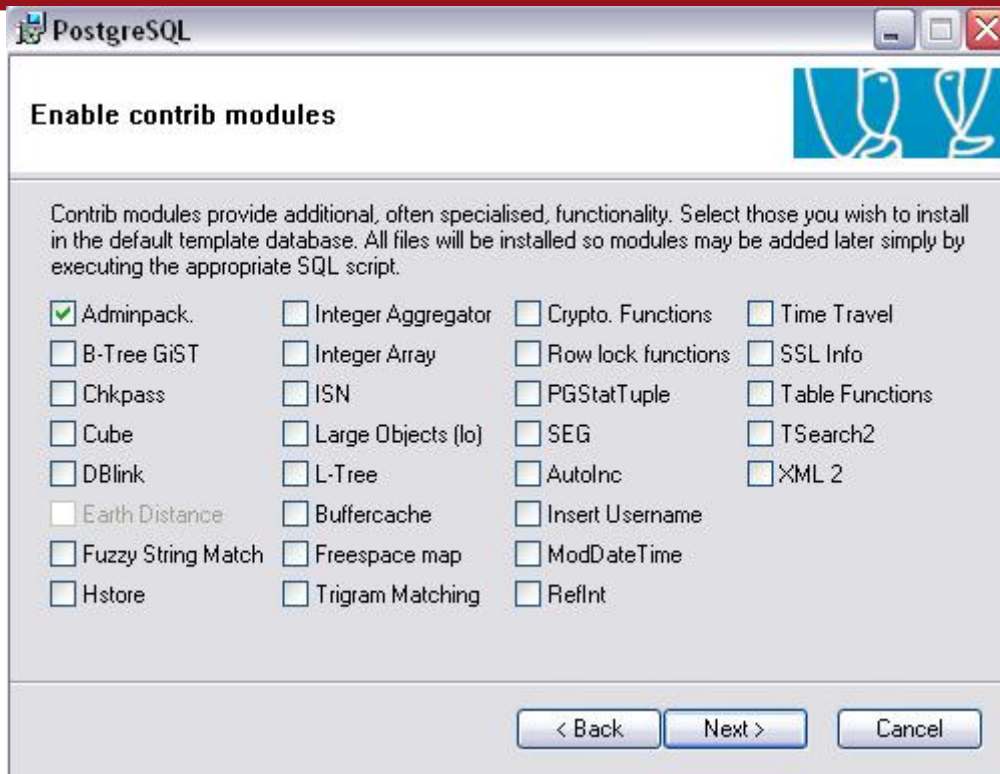 PostgreSQL
Enable contrib modules
Contrib modules provide additional, often specialised, functionality. Select those you wish to install
in the default template database. All files will be installed so modules may be added later simply by
executing the appropriate SQL script.
Adminpack.
Integer Aggregator
Crypto. Functions
Time Travel
B-Tree GiST
Integer Array
Row lock functions
SSL Info
Chkpass
ISN
PGStatTuple
Table Functions
Cube
Large Objects (lo)
SEG
TSearch2
DBlink
L-Tree
AutoInc
XML 2
Earth Distance
Buffercache
Insert Username
Fuzzy String Match
Freespace map
ModDateTime
Hstore
Trigram Matching
RefInt
< Back
Next >
Cancel